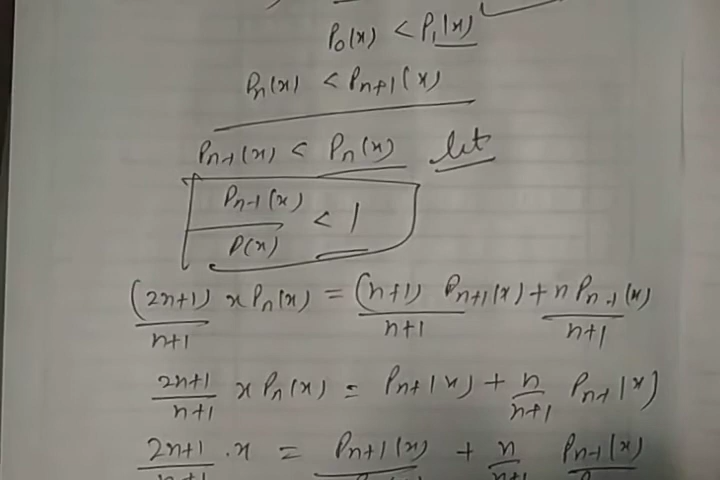 P₀(x) < P₁(x)
Pₙ(x) < Pₙ₊₁(x)
Pₙ₋₁(x) < Pₙ(x) let
Pₙ₋₁(x) / P(x) < 1
(2n+1)/n+1 x Pₙ(x) = (n+1)/n+1 Pₙ₊₁(x) + n Pₙ₋₁(x)/n+1
2n+1/n+1 x Pₙ(x) = Pₙ₊₁(x) + n/n+1 Pₙ₋₁(x)
2n+1/n+1 . x = Pₙ₊₁(x) + n/n+1 Pₙ₋₁(x)